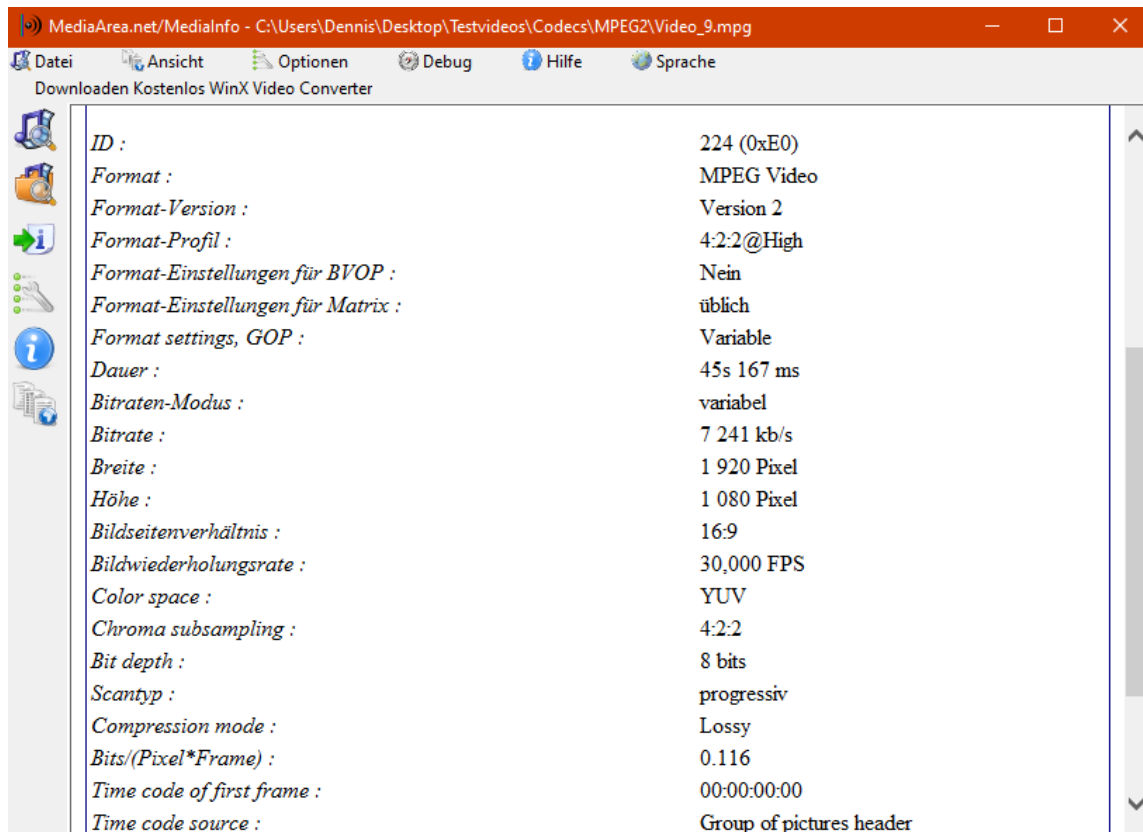 MediaArea.net/MediaInfo - C:\Users\Dennis\Desktop\Testvideos\Codecs\MPEG2\Video_9.mpg
Datei Ansicht Optionen Debug Hilfe Sprache
Downloaden Kostenlos WinX Video Converter
ID : 224 (0xE0)
Format : MPEG Video
Format-Version : Version 2
Format-Profil : 4:2:2@High
Format-Einstellungen für BVOP : Nein
Format-Einstellungen für Matrix : üblich
Format settings, GOP : Variable
Dauer : 45s 167 ms
Bitraten-Modus : variabel
Bitrate : 7 241 kb/s
Breite : 1 920 Pixel
Höhe : 1 080 Pixel
Bildseitenverhältnis : 16:9
Bildwiederholungsrate : 30,000 FPS
Color space : YUV
Chroma subsampling : 4:2:2
Bit depth : 8 bits
Scantyp : progressiv
Compression mode : Lossy
Bits/(Pixel*Frame) : 0.116
Time code of first frame : 00:00:00:00
Time code source : Group of pictures header